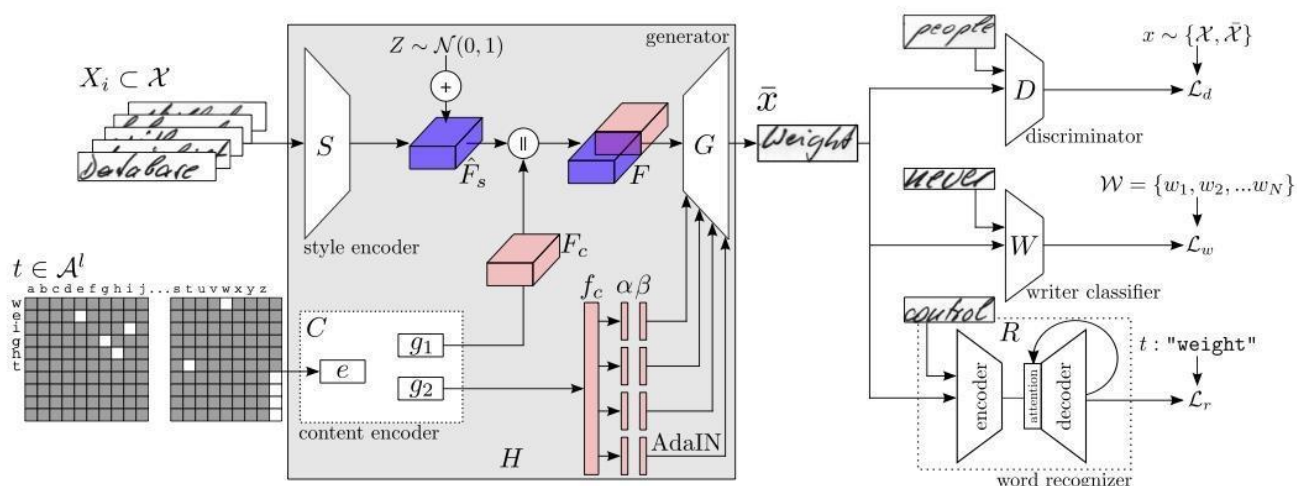 generator
Z ∼ N(0, 1)
+
X_i ⊂ X
Database
S
F̂_s
||
F
G
x̄
Weight
style encoder
people
D
discriminator
x ∼ {X, X̄}
L_d
never
W
writer classifier
W = {w_1, w_2, ...w_N}
L_w
control
R
encoder
attention
decoder
t : "weight"
L_r
word recognizer
t ∈ A^l
a b c d e f g h i j ... s t u v w x y z
w
e
i
g
h
t
F_c
C
e
g_1
g_2
content encoder
f_c
α β
AdaIN
H